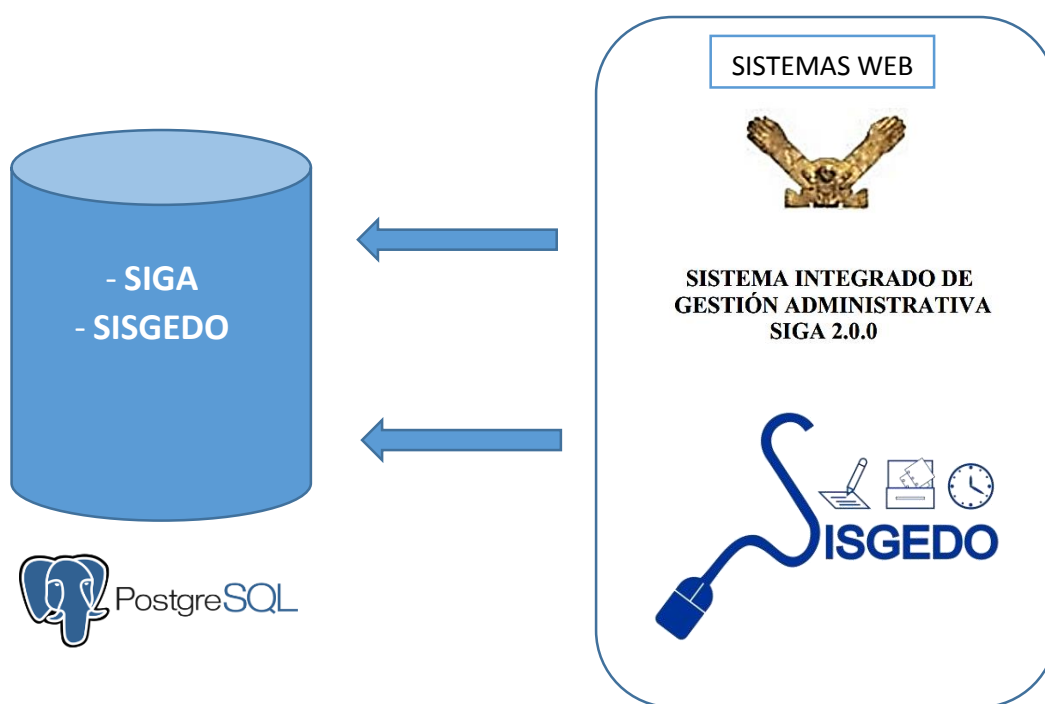 SISTEMAS WEB
- SIGA
- SISGEDO
SISTEMA INTEGRADO DE
GESTIÓN ADMINISTRATIVA
SIGA 2.0.0
SISGEDO
PostgreSQL